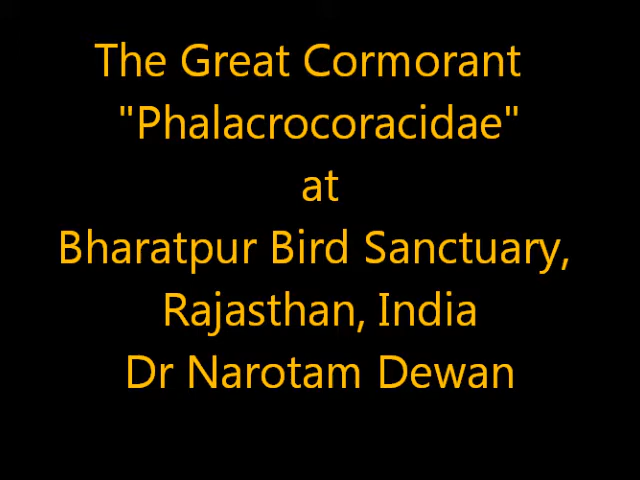 The Great Cormorant
"Phalacrocoracidae"
at
Bharatpur Bird Sanctuary,
Rajasthan, India
Dr Narotam Dewan